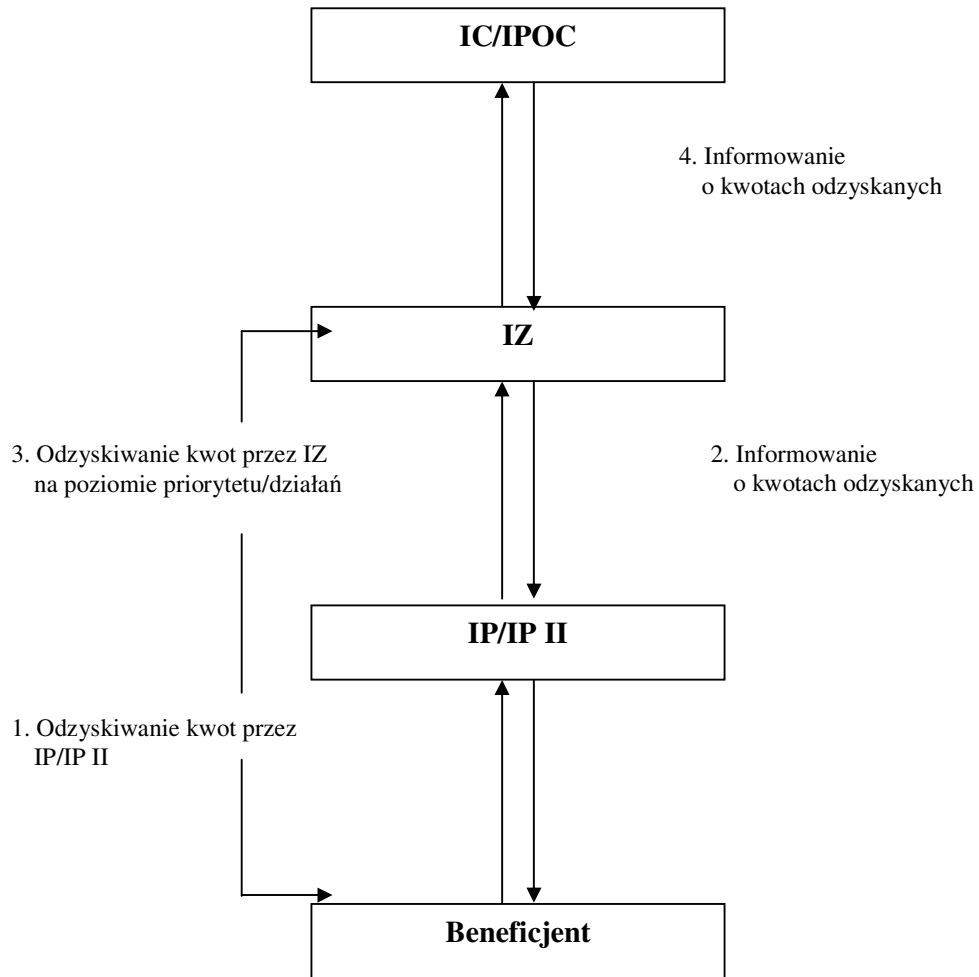 IC/IPOC
4. Informowanie
o kwotach odzyskanych
IZ
3. Odzyskiwanie kwot przez IZ
na poziomie priorytetu/działań
2. Informowanie
o kwotach odzyskanych
IP/IP II
1. Odzyskiwanie kwot przez
IP/IP II
Beneficjent